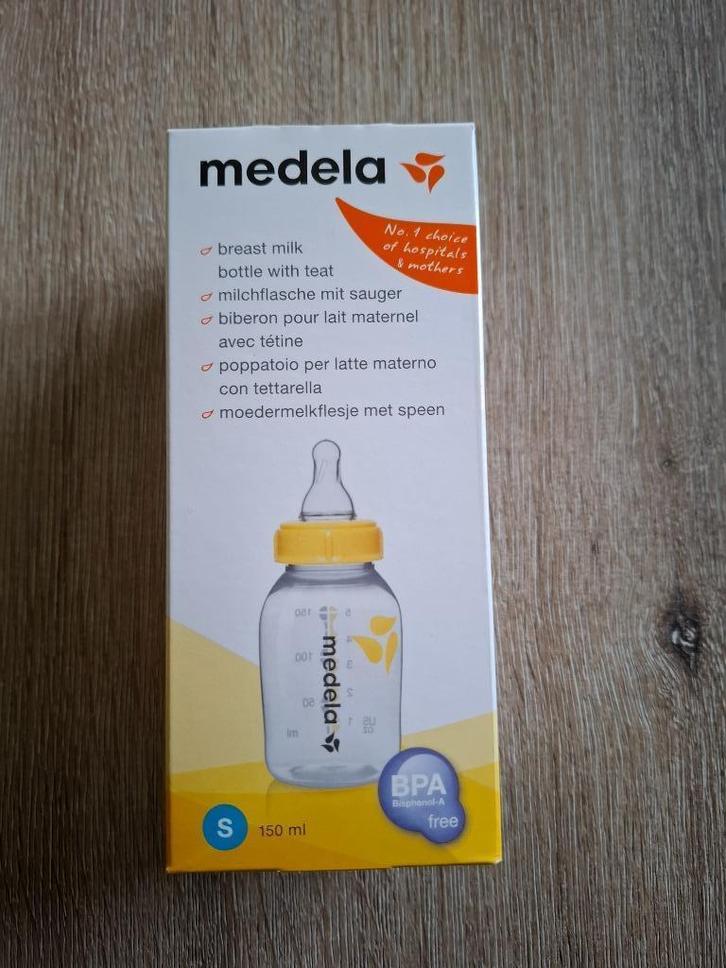 medela
No. 1 choice
of hospitals
& mothers
breast milk
bottle with teat
milchflasche mit sauger
biberon pour lait maternel
avec tétine
poppatoio per latte materno
con tettarella
moedermelkflesje met speen
150
5
4
100
3
2
50
1
ml
US
oz
medela
BPA
Bisphenol-A
free
S
150 ml